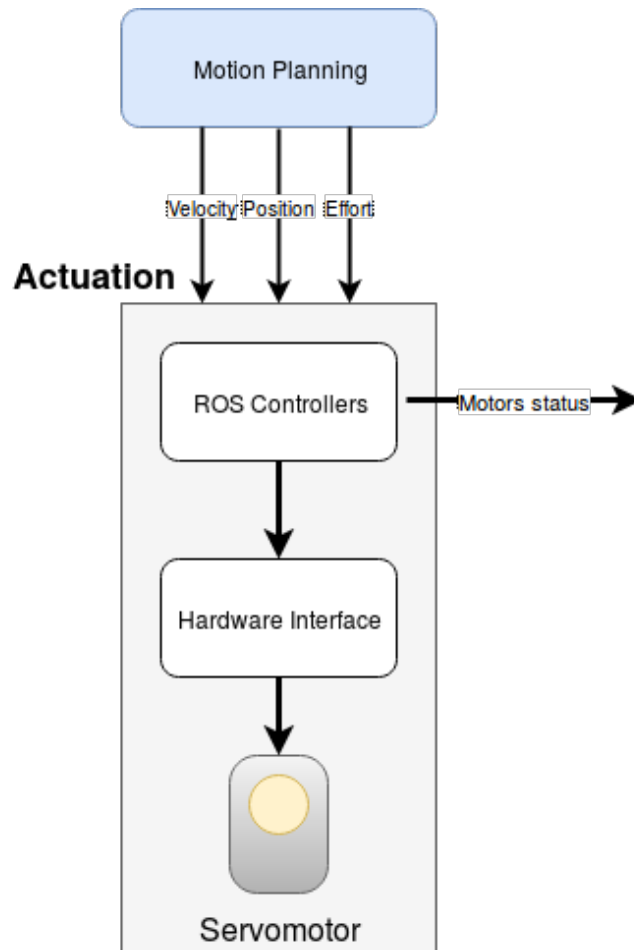 Motion Planning
Velocity Position Effort
Actuation
ROS Controllers
Motors status
Hardware Interface
Servomotor